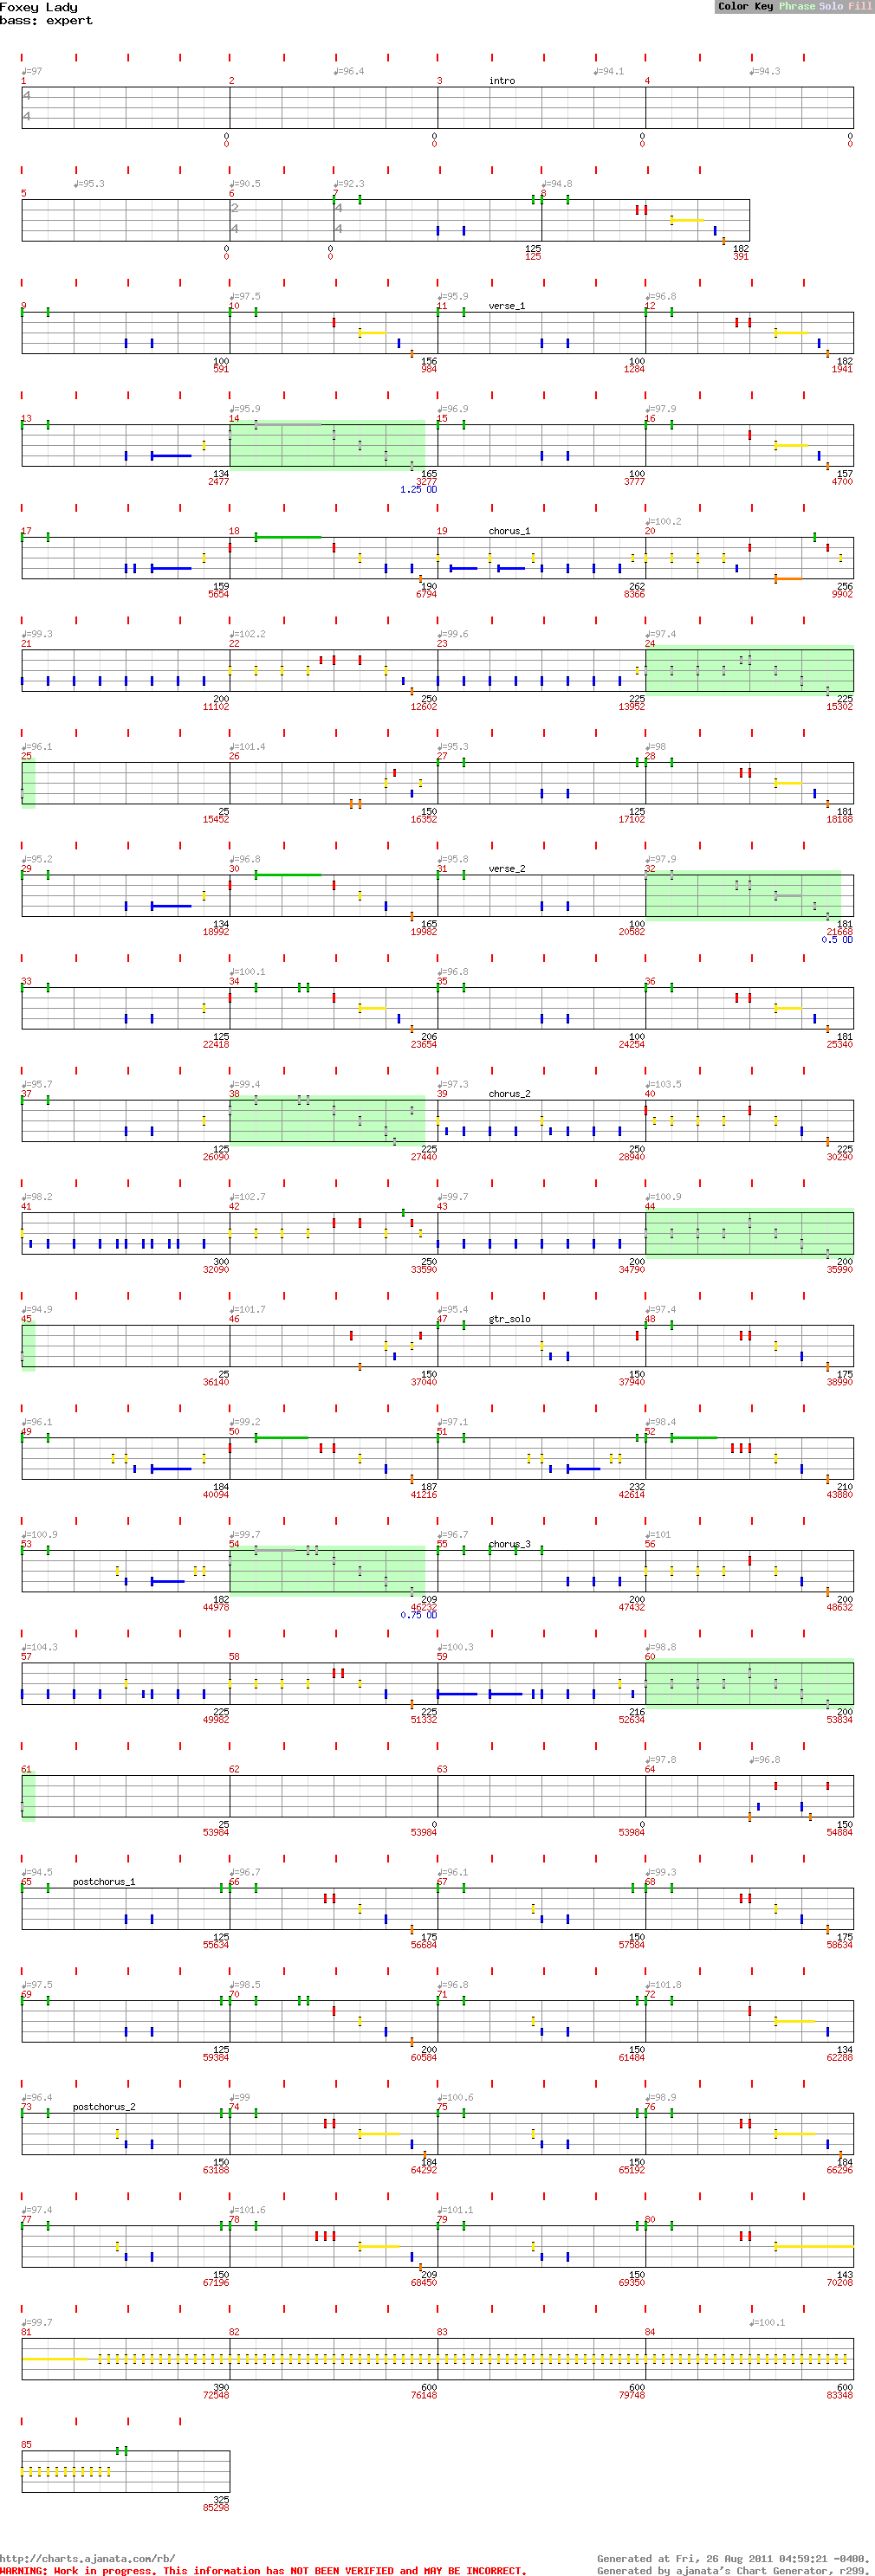 Foxey Lady
Color Key Phrase Solo Fill
bass: expert
♩=97 ♩=96.4 ♩=94.1 ♩=94.3
1 2 3 intro 4
4
4
0 0 0 0
0 0 0 0
♩=95.3 ♩=90.5 ♩=92.3 ♩=94.8
5 6 7 8
2 4
4 4
0 0 125 182
0 0 125 391
♩=97.5 ♩=95.9 ♩=96.8
9 10 11 verse_1 12
100 156 100 182
591 984 1284 1941
♩=95.9 ♩=96.9 ♩=97.9
13 14 15 16
134 165 100 157
2477 3277 3777 4700
1.25 OD
♩=100.2
17 18 19 chorus_1 20
159 190 262 256
5654 6794 8366 9902
♩=99.3 ♩=102.2 ♩=99.6 ♩=97.4
21 22 23 24
200 250 225 225
11102 12602 13952 15302
♩=96.1 ♩=101.4 ♩=95.3 ♩=98
25 26 27 28
25 150 125 181
15452 16352 17102 18188
♩=95.2 ♩=96.8 ♩=95.8 ♩=97.9
29 30 31 verse_2 32
134 165 100 181
18992 19982 20582 21668
0.5 OD
♩=100.1 ♩=96.8
33 34 35 36
125 206 100 181
22418 23654 24254 25340
♩=95.7 ♩=99.4 ♩=97.3 ♩=103.5
37 38 39 chorus_2 40
125 225 250 225
26090 27440 28940 30290
♩=98.2 ♩=102.7 ♩=99.7 ♩=100.9
41 42 43 44
300 250 200 200
32090 33590 34790 35990
♩=94.9 ♩=101.7 ♩=95.4 ♩=97.4
45 46 47 gtr_solo 48
25 150 150 175
36140 37040 37940 38990
♩=96.1 ♩=99.2 ♩=97.1 ♩=98.4
49 50 51 52
184 187 232 210
40094 41216 42614 43880
♩=100.9 ♩=99.7 ♩=96.7 ♩=101
53 54 55 chorus_3 56
182 209 200 200
44978 46232 47432 48632
0.75 OD
♩=104.3 ♩=100.3 ♩=98.8
57 58 59 60
225 225 216 200
49982 51332 52634 53834
♩=97.8 ♩=96.8
61 62 63 64
25 0 0 150
53984 53984 53984 54884
♩=94.5 ♩=96.7 ♩=96.1 ♩=99.3
65 postchorus_1 66 67 68
125 175 150 175
55634 56684 57584 58634
♩=97.5 ♩=98.5 ♩=96.8 ♩=101.8
69 70 71 72
125 200 150 134
59384 60584 61484 62288
♩=96.4 ♩=99 ♩=100.6 ♩=98.9
73 postchorus_2 74 75 76
150 184 150 184
63188 64292 65192 66296
♩=97.4 ♩=101.6 ♩=101.1
77 78 79 80
150 209 150 143
67196 68450 69350 70208
♩=99.7 ♩=100.1
81 82 83 84
390 600 600 600
72548 76148 79748 83348
85
325
85298
http://charts.ajanata.com/rb/ Generated at Fri, 26 Aug 2011 04:59:21 -0400.
WARNING: Work in progress. This information has NOT BEEN VERIFIED and MAY BE INCORRECT. Generated by ajanata's Chart Generator, r299.